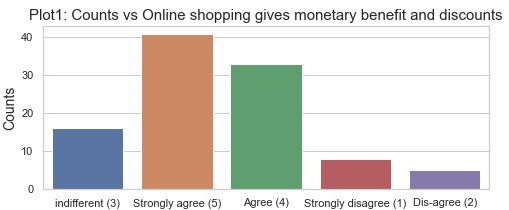 Plot1: Counts vs Online shopping gives monetary benefit and discounts
Counts
40
30
20
10
0
indifferent (3) Strongly agree (5) Agree (4) Strongly disagree (1) Dis-agree (2)